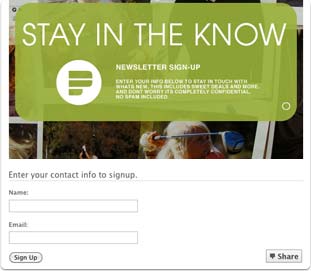 STAY IN THE KNOW
NEWSLETTER SIGN-UP
ENTER YOUR INFO BELOW TO STAY IN TOUCH WITH
WHATS NEW. THIS INCLUDES SWEET DEALS AND MORE.
AND DONT WORRY ITS COMPLETELY CONFIDENTIAL.
NO SPAM INCLUDED.
Enter your contact info to signup.
Name:
Email:
Sign Up
Share